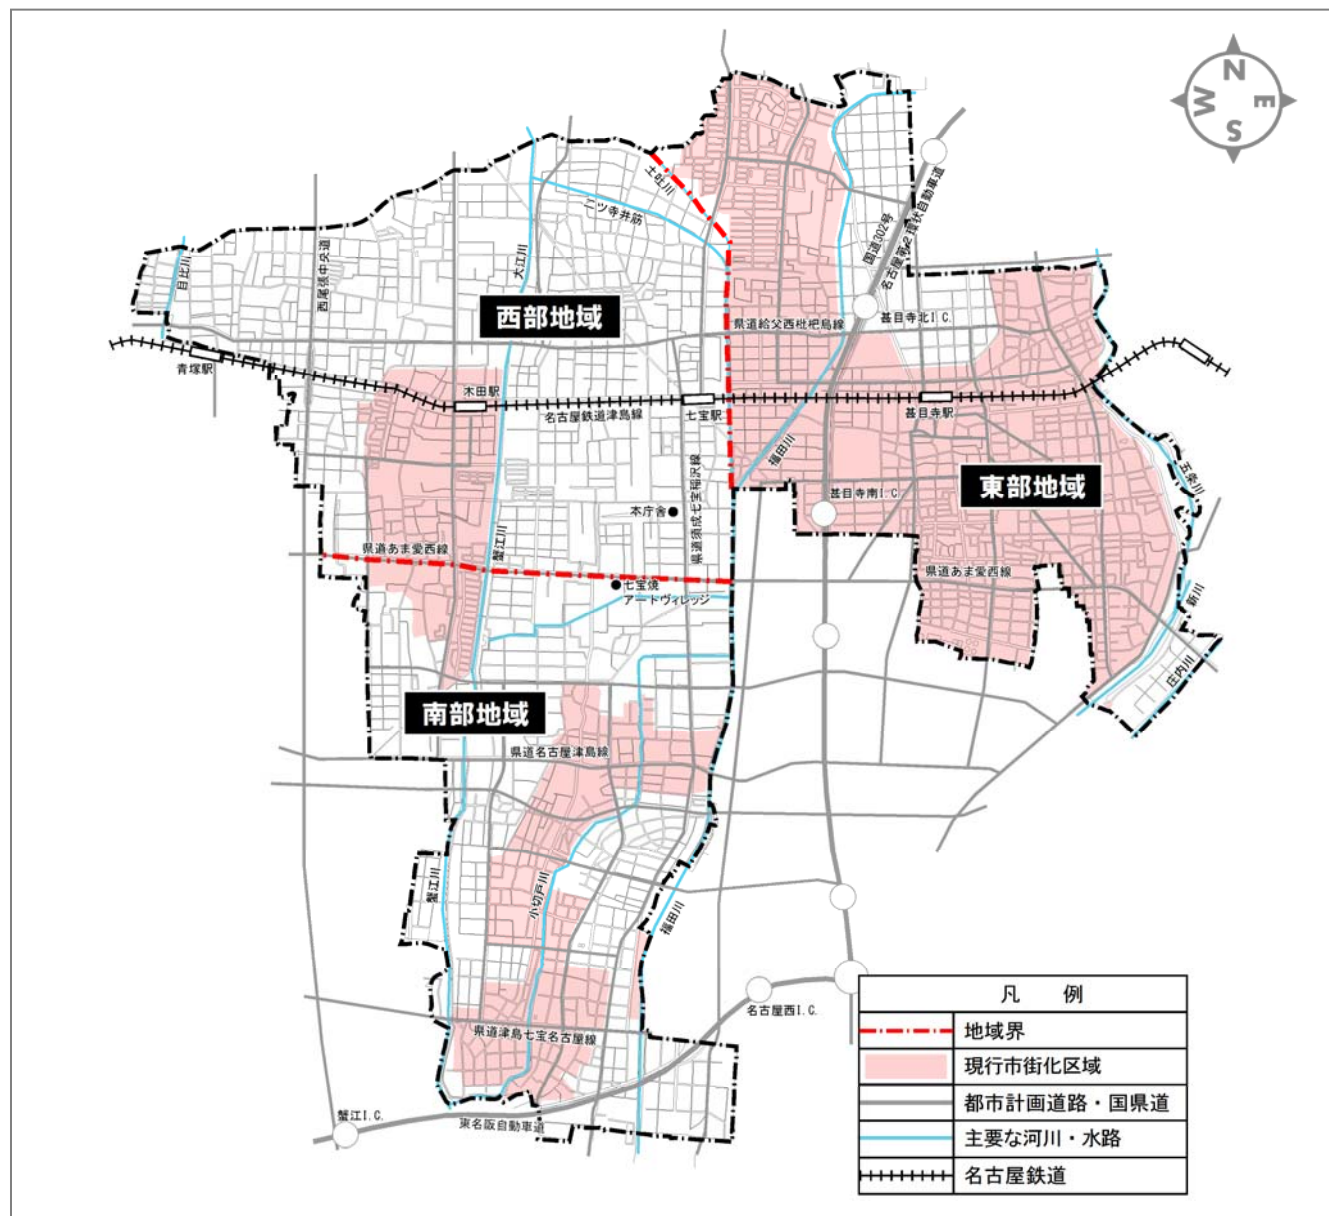 N
W
E
S
土吐川
二ツ寺井筋
大江川
目比川
西尾張中央道
国道302号
名古屋第2環状自動車道
西部地域
県道給父西枇杷島線
甚目寺北I.C.
青塚駅
木田駅
名古屋鉄道津島線
七宝駅
甚目寺駅
福田川
五条川
東部地域
甚目寺南I.C.
本庁舎
県道須成七宝稲沢線
蟹江川
県道あま愛西線
県道あま愛西線
七宝焼
アートヴィレッジ
新川
庄内川
南部地域
県道名古屋津島線
蟹江川
小切戸川
福田川
名古屋西I.C.
県道津島七宝名古屋線
蟹江I.C.
東名阪自動車道
凡　例
地域界
現行市街化区域
都市計画道路・国県道
主要な河川・水路
名古屋鉄道